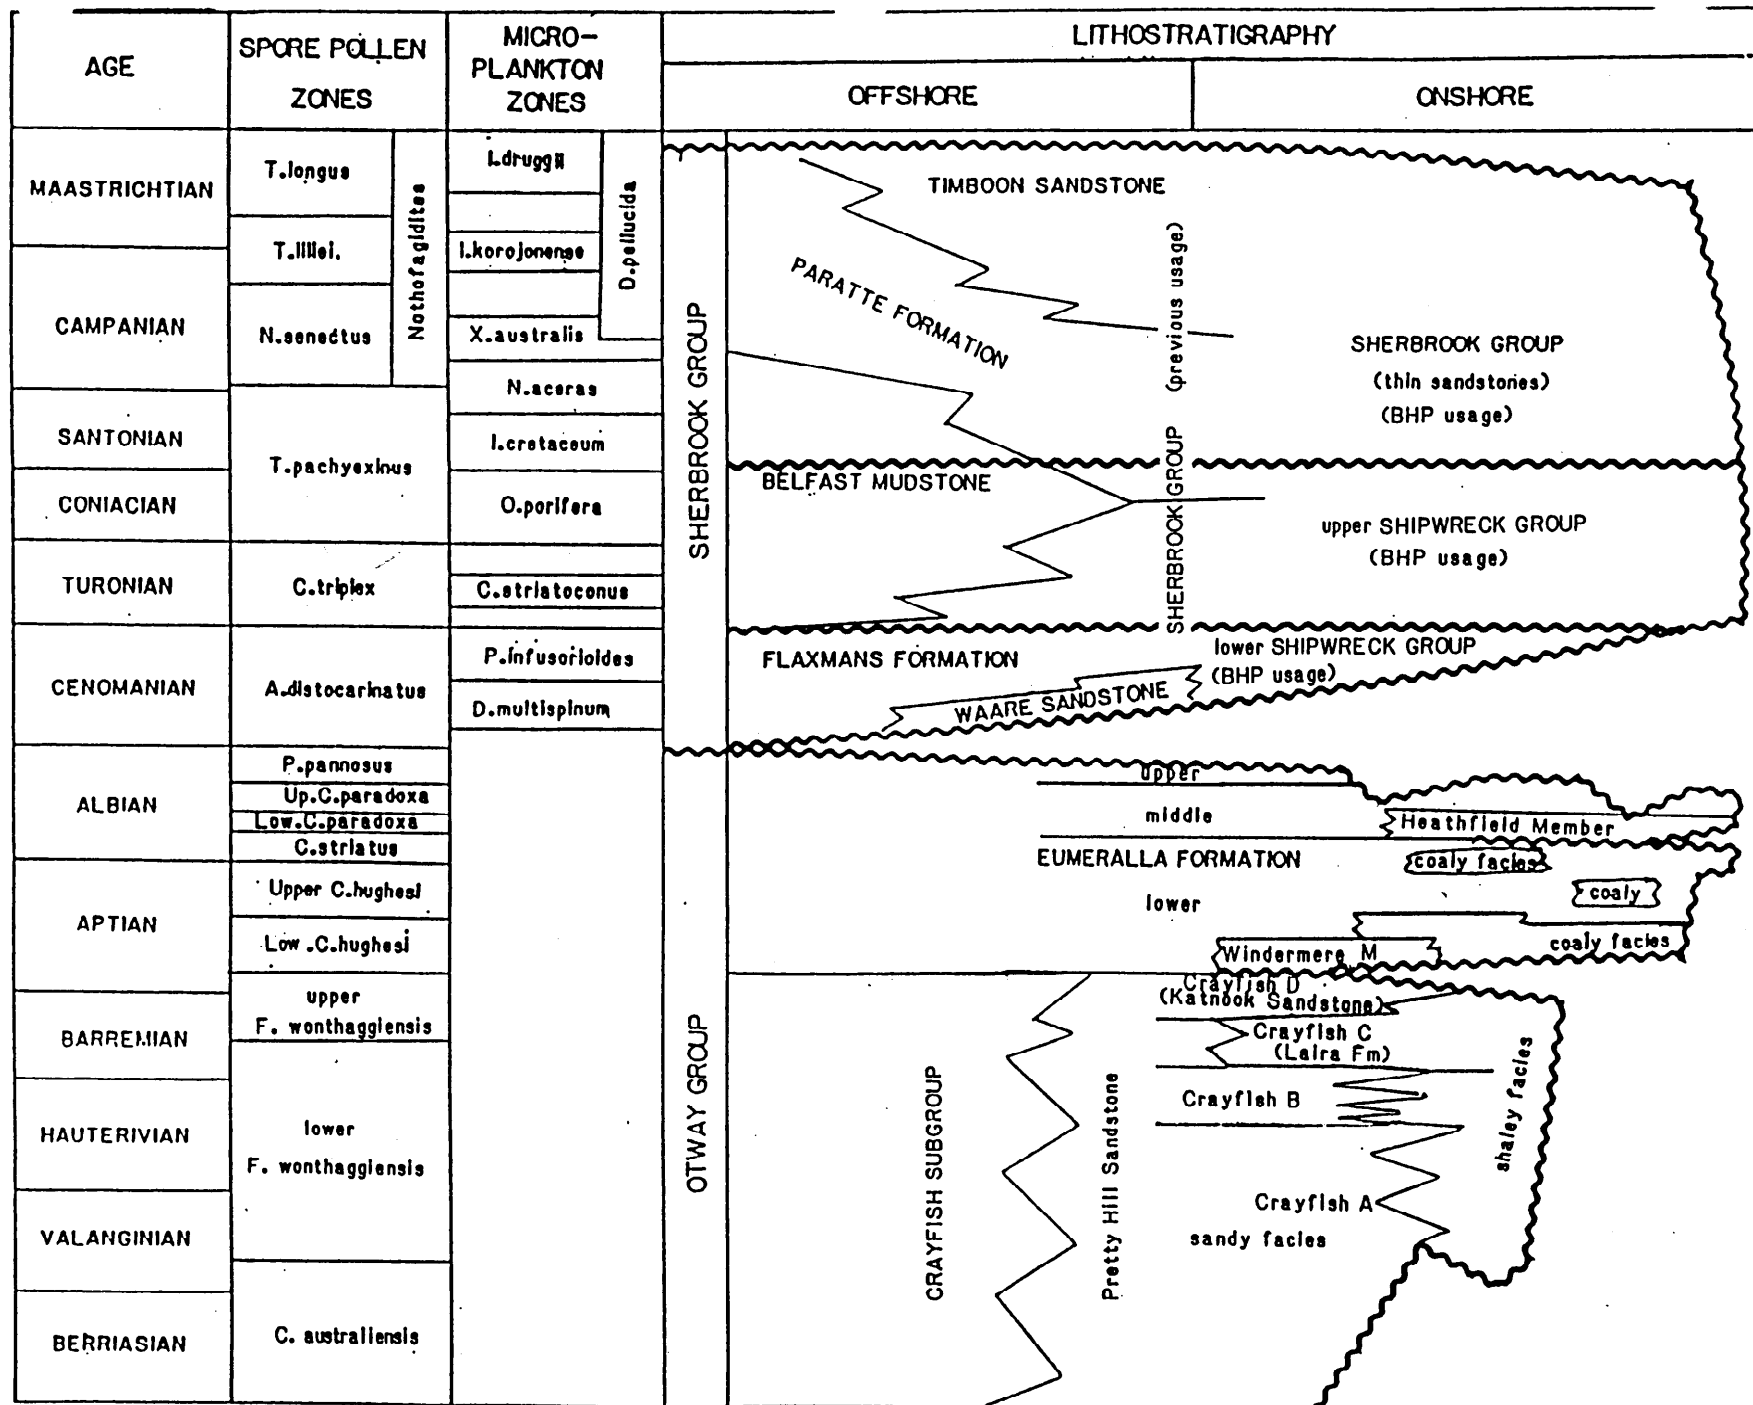 AGE
SPORE POLLEN
ZONES
MICRO-
PLANKTON
ZONES
LITHOSTRATIGRAPHY
OFFSHORE
ONSHORE
MAASTRICHTIAN
CAMPANIAN
SANTONIAN
CONIACIAN
TURONIAN
CENOMANIAN
ALBIAN
APTIAN
BARREMIAN
HAUTERIVIAN
VALANGINIAN
BERRIASIAN
T.longus
T.lillei.
N.senectus
Nothofagidites
T.pachyexinus
C.triplex
A.distocarinatus
P.pannosus
Up.C.paradoxa
Low.C.paradoxa
C.striatus
Upper C.hughesi
Low.C.hughesi
upper
F. wonthaggiensis
lower
F. wonthaggiensis
C. australiensis
I.druggii
I.korojonense
X.australis
D.pellucida
N.aceras
I.cretaceum
O.porifera
C.striatoconus
P.infusorioides
D.multispinum
SHERBROOK GROUP
OTWAY GROUP
TIMBOON SANDSTONE
PARATTE FORMATION
SHERBROOK GROUP (previous usage)
SHERBROOK GROUP
(thin sandstones)
(BHP usage)
BELFAST MUDSTONE
upper SHIPWRECK GROUP
(BHP usage)
FLAXMANS FORMATION
lower SHIPWRECK GROUP
(BHP usage)
WAARE SANDSTONE
upper
middle
Heathfield Member
EUMERALLA FORMATION
coaly facies
coaly
lower
coaly facies
Windermere M
Crayfish D
(Katnook Sandstone)
Crayfish C
(Laira Fm)
Crayfish B
CRAYFISH SUBGROUP
Pretty Hill Sandstone
Crayfish A
sandy facies
shaley facies